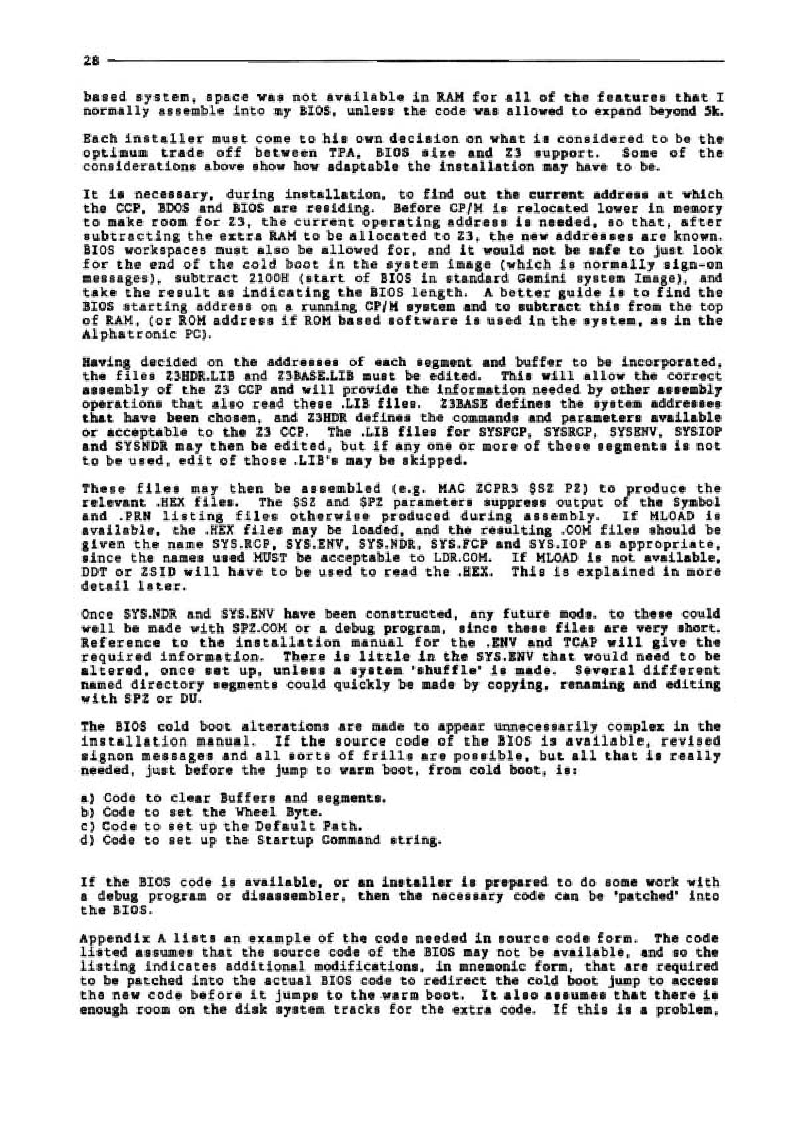 28
based system, space was not available in RAM for all of the features that I
normally assemble into my BIOS, unless the code was allowed to expand beyond 5k.
Each installer must come to his own decision on what is considered to be the
optimum trade off between TPA, BIOS size and Z3 support. Some of the
considerations above show how adaptable the installation may have to be.
It is necessary, during installation, to find out the current address at which
the CCP, BDOS and BIOS are residing. Before CP/M is relocated lower in memory
to make room for Z3, the current operating address is needed, so that, after
subtracting the extra RAM to be allocated to Z3, the new addresses are known.
BIOS workspaces must also be allowed for, and it would not be safe to just look
for the end of the cold boot in the system image (which is normally sign-on
messages), subtract 2100H (start of BIOS in standard Gemini system Image), and
take the result as indicating the BIOS length. A better guide is to find the
BIOS starting address on a running CP/M system and to subtract this from the top
of RAM, (or ROM address if ROM based software is used in the system, as in the
Alphatronic PC).
Having decided on the addresses of each segment and buffer to be incorporated,
the files Z3HDR.LIB and Z3BASE.LIB must be edited. This will allow the correct
assembly of the Z3 CCP and will provide the information needed by other assembly
operations that also read these .LIB files. Z3BASE defines the system addresses
that have been chosen, and Z3HDR defines the commands and parameters available
or acceptable to the Z3 CCP. The .LIB files for SYSFCP, SYSRCP, SYSENV, SYSIOP
and SYSNDR may then be edited, but if any one or more of these segments is not
to be used, edit of those .LIB's may be skipped.
These files may then be assembled (e.g. MAC ZCPR3 $SZ PZ) to produce the
relevant .HEX files. The $SZ and $PZ parameters suppress output of the Symbol
and .PRN listing files otherwise produced during assembly. If MLOAD is
available, the .HEX files may be loaded, and the resulting .COM files should be
given the name SYS.RCP, SYS.ENV, SYS.NDR, SYS.FCP and SYS.IOP as appropriate,
since the names used MUST be acceptable to LDR.COM. If MLOAD is not available,
DDT or ZSID will have to be used to read the .HEX. This is explained in more
detail later.
Once SYS.NDR and SYS.ENV have been constructed, any future mods. to these could
well be made with SPZ.COM or a debug program, since these files are very short.
Reference to the installation manual for the .ENV and TCAP will give the
required information. There is little in the SYS.ENV that would need to be
altered, once set up, unless a system 'shuffle' is made. Several different
named directory segments could quickly be made by copying, renaming and editing
with SPZ or DU.
The BIOS cold boot alterations are made to appear unnecessarily complex in the
installation manual. If the source code of the BIOS is available, revised
signon messages and all sorts of frills are possible, but all that is really
needed, just before the jump to warm boot, from cold boot, is:
a) Code to clear Buffers and segments.
b) Code to set the Wheel Byte.
c) Code to set up the Default Path.
d) Code to set up the Startup Command string.
If the BIOS code is available, or an installer is prepared to do some work with
a debug program or disassembler, then the necessary code can be 'patched' into
the BIOS.
Appendix A lists an example of the code needed in source code form. The code
listed assumes that the source code of the BIOS may not be available, and so the
listing indicates additional modifications, in mnemonic form, that are required
to be patched into the actual BIOS code to redirect the cold boot jump to access
the new code before it jumps to the warm boot. It also assumes that there is
enough room on the disk system tracks for the extra code. If this is a problem,